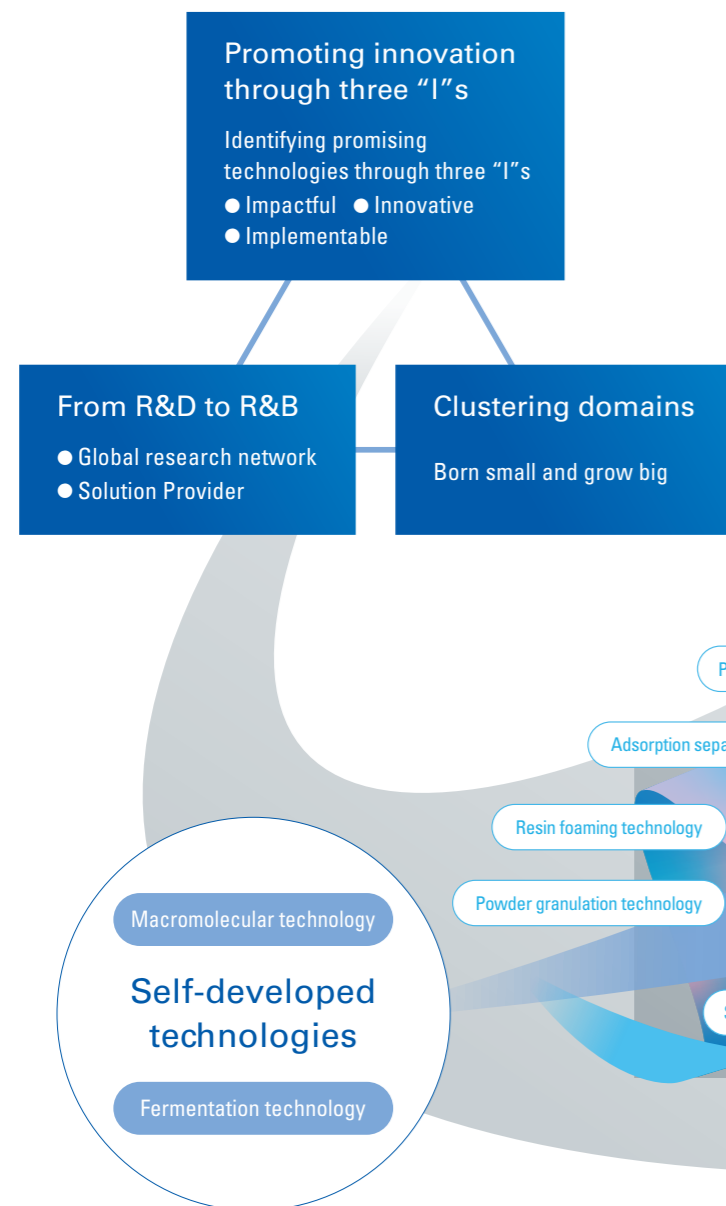 Promoting innovation
through three “I”s
Identifying promising
technologies through three “I”s
● Impactful ● Innovative
● Implementable
From R&D to R&B
● Global research network
● Solution Provider
Clustering domains
Born small and grow big
Adsorption
Resin foaming technology
Powder granulation technology
Macromolecular technology
Self-developed
technologies
Fermentation technology